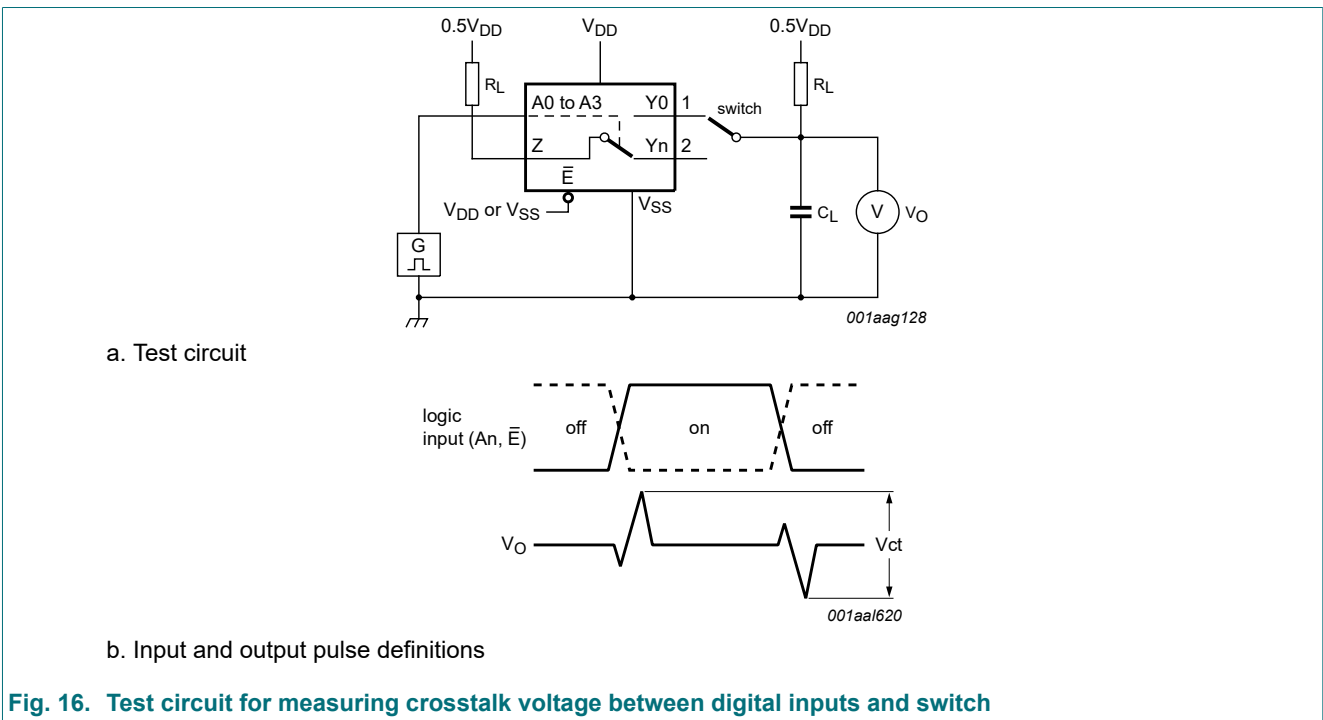 0.5VDD
VDD
0.5VDD
RL
RL
A0 to A3
Y0
1
switch
Z
Yn
2
E̅
VDD or VSS
VSS
CL
V
VO
G
001aag128
a. Test circuit
logic
input (An, E̅)
off
on
off
VO
Vct
001aal620
b. Input and output pulse definitions
Fig. 16. Test circuit for measuring crosstalk voltage between digital inputs and switch